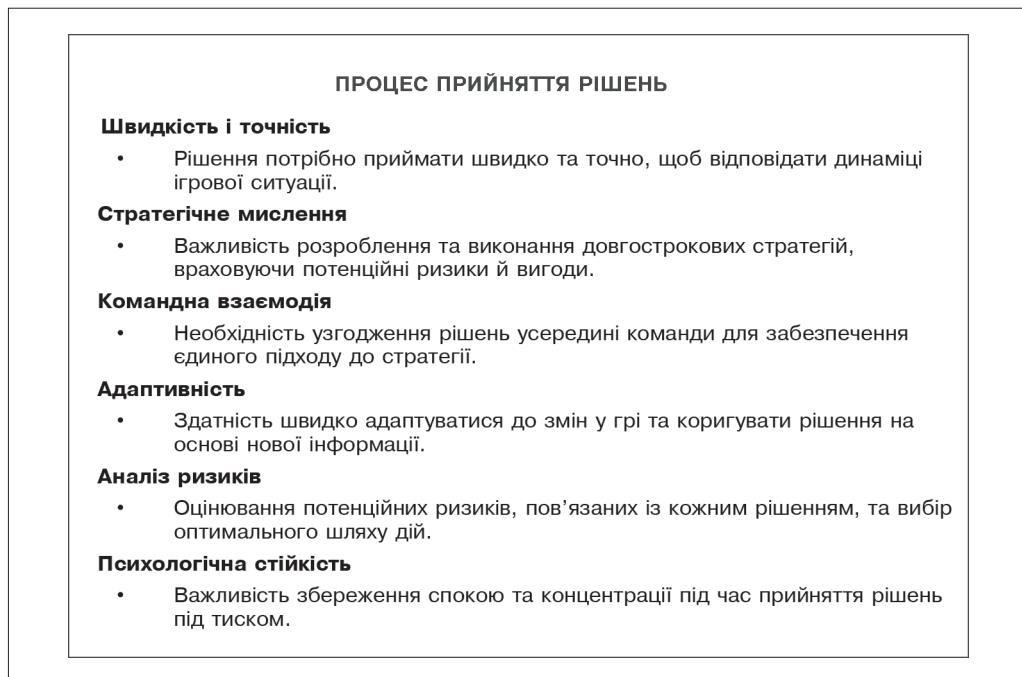 ПРОЦЕС ПРИЙНЯТТЯ РІШЕНЬ
Швидкість і точність
• Рішення потрібно приймати швидко та точно, щоб відповідати динаміці
ігрової ситуації.
Стратегічне мислення
• Важливість розроблення та виконання довгострокових стратегій,
враховуючи потенційні ризики й вигоди.
Командна взаємодія
• Необхідність узгодження рішень усередині команди для забезпечення
єдиного підходу до стратегії.
Адаптивність
• Здатність швидко адаптуватися до змін у грі та коригувати рішення на
основі нової інформації.
Аналіз ризиків
• Оцінювання потенційних ризиків, пов’язаних із кожним рішенням, та вибір
оптимального шляху дій.
Психологічна стійкість
• Важливість збереження спокою та концентрації під час прийняття рішень
під тиском.